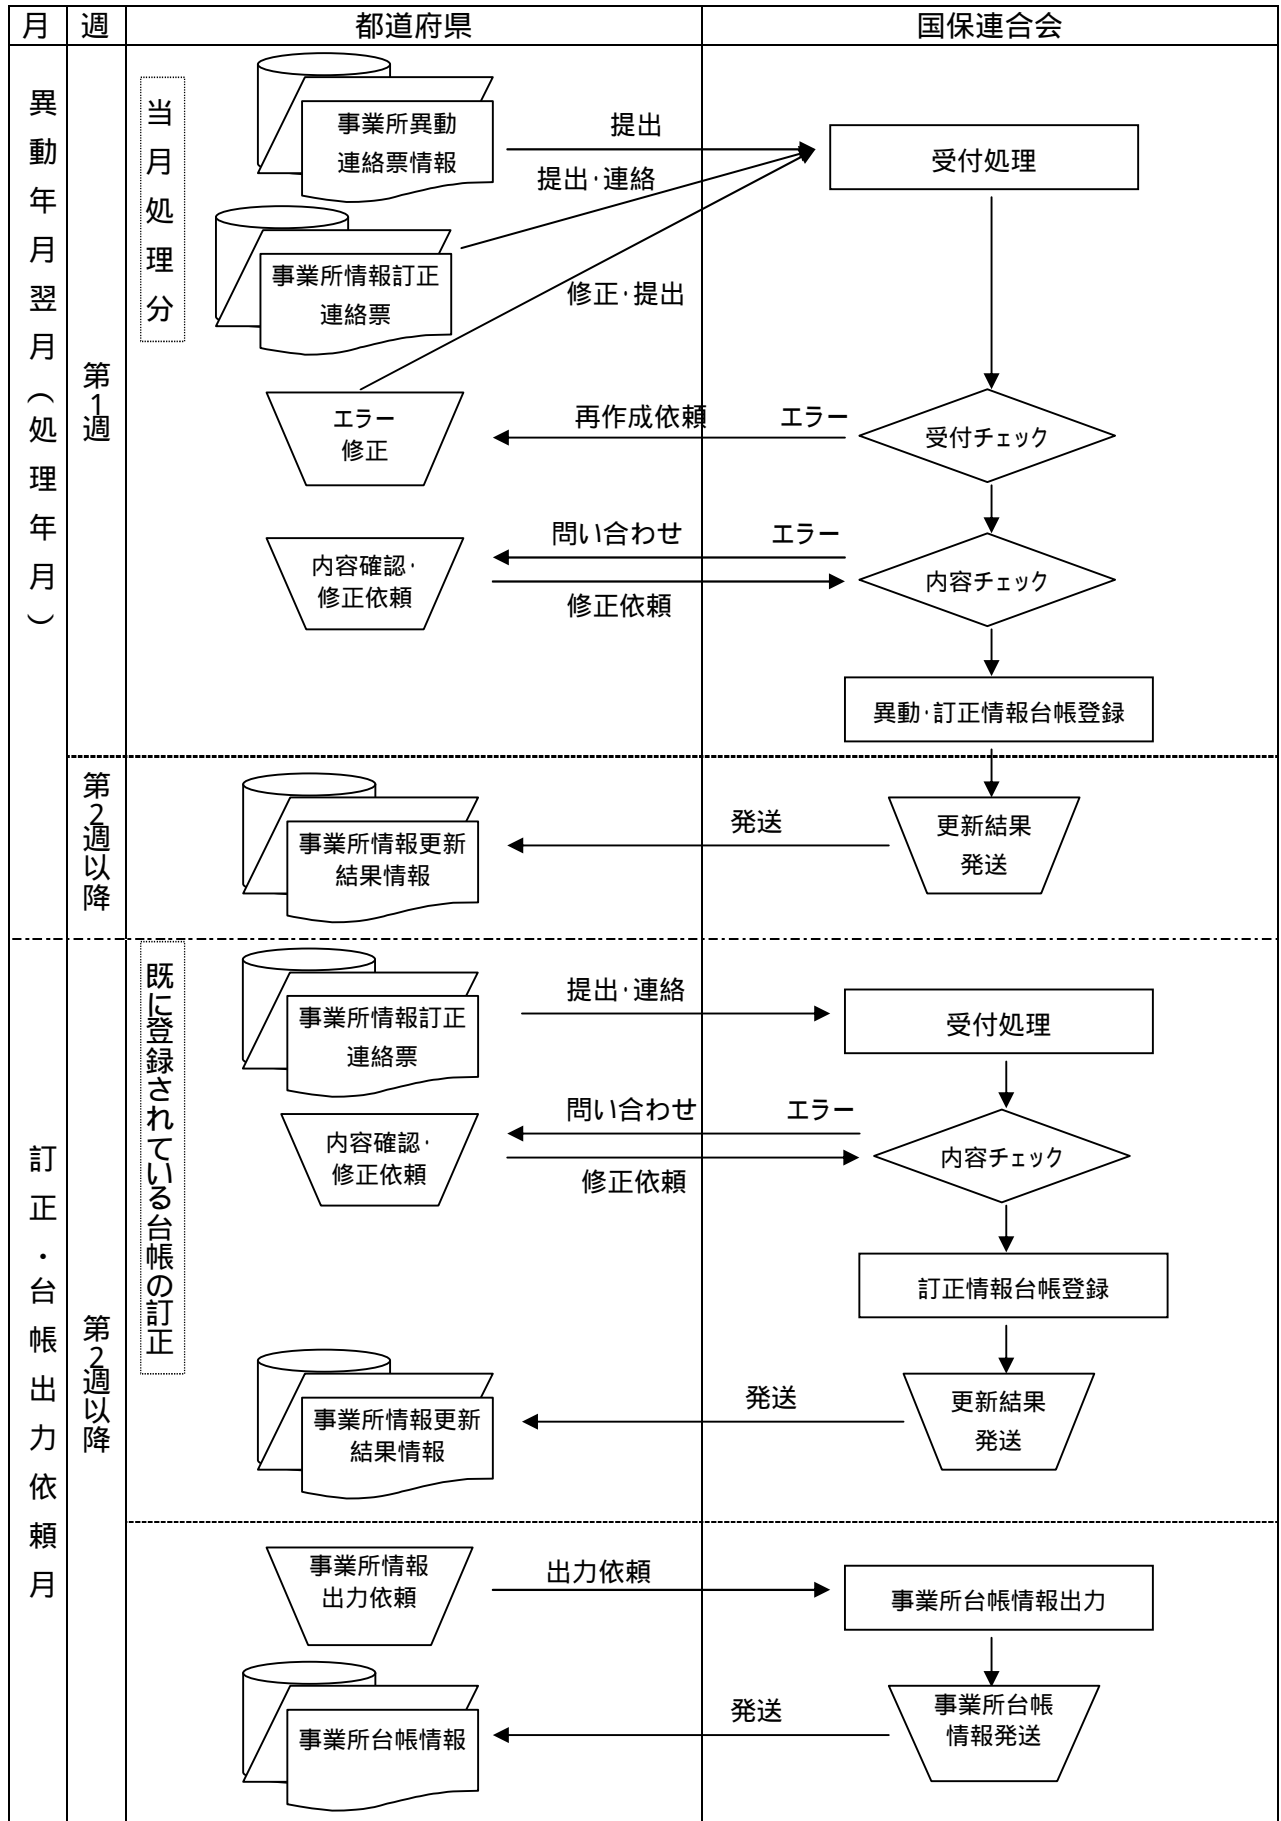 月 週 都道府県 国保連合会
異動年月翌月（処理年月）
第1週
当月処理分
事業所異動
連絡票情報
提出
受付処理
提出・連絡
事業所情報訂正
連絡票
修正・提出
エラー
修正
再作成依頼
エラー
受付チェック
内容確認・
修正依頼
問い合わせ
エラー
修正依頼
内容チェック
異動・訂正情報台帳登録
第2週以降
事業所情報更新
結果情報
発送
更新結果
発送
訂正・台帳出力依頼月
第2週以降
既に登録されている台帳の訂正
事業所情報訂正
連絡票
提出・連絡
受付処理
内容確認・
修正依頼
問い合わせ
エラー
修正依頼
内容チェック
訂正情報台帳登録
事業所情報更新
結果情報
発送
更新結果
発送
事業所情報
出力依頼
出力依頼
事業所台帳情報出力
事業所台帳情報
発送
事業所台帳
情報発送